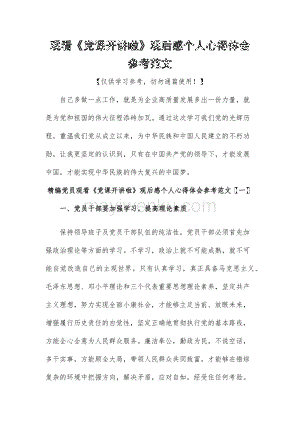 观看《党课开讲啦》观后感个人心得体会
参考范文
【仅供学习参考，切勿通篇使用！】
自己多做一点工作，就是为企业高质量发展多出一份力量，就
是为党和国家的伟大征程添砖加瓦。通过这次学习我们党的光辉历
程，重温我们党自成立以来，为中华民族和中国人民建立的不朽功
勋，让我更坚定的认识到，只有在中国共产党的领导下，才能发展
中国。才能实现中华民族的伟大复兴的中国梦。
精编党员观看《党课开讲啦》观后感个人心得体会参考范文【一】
一、党员干部要加强学习，提高理论素质
保持领导班子及党员干部队伍的纯洁性。党员干部必须首先要加
强政治理论等方面的学习。不学习，政治上就不可能成熟，就不可
能自觉改造自己的主观世界。只有认真学习，真正具备马克思主义、
毛泽东思想、邓小平理论和三个代表重要思想理论素养，坚定共产
主义理想，努力实现全面小康社会，才能够立足当前，放眼未来，
增强履行历史责任的自觉性，坚定实践我们党执行党的基本路线，
方能全心全意为人民群众服务。廉洁奉公，勤政为民，不说空话，
多干实事，方能布局全大局，带领人民群众共同致富，才能够在错综
复杂的环境中把握方向，解决矛盾，应对自如，经受住任何考验。